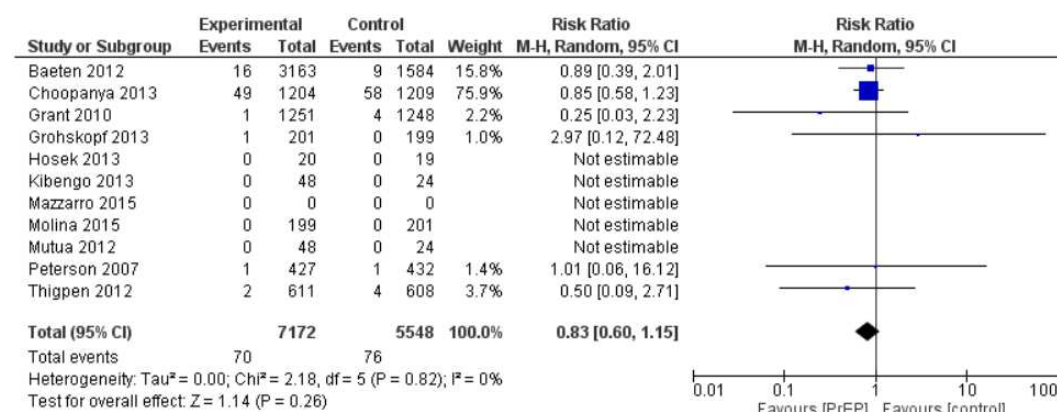 Experimental Control Risk Ratio Risk Ratio
Study or Subgroup Events Total Events Total Weight M-H, Random, 95% CI M-H, Random, 95% CI
Baeten 2012 16 3163 9 1584 15.8% 0.89 [0.39, 2.01]
Choopanya 2013 49 1204 58 1209 75.9% 0.85 [0.58, 1.23]
Grant 2010 1 1251 4 1248 2.2% 0.25 [0.03, 2.23]
Grohskopf 2013 1 201 0 199 1.0% 2.97 [0.12, 72.48]
Hosek 2013 0 20 0 19 Not estimable
Kibengo 2013 0 48 0 24 Not estimable
Mazzarro 2015 0 0 0 0 Not estimable
Molina 2015 0 199 0 201 Not estimable
Mutua 2012 0 48 0 24 Not estimable
Peterson 2007 1 427 1 432 1.4% 1.01 [0.06, 16.12]
Thigpen 2012 2 611 4 608 3.7% 0.50 [0.09, 2.71]
Total (95% CI) 7172 5548 100.0% 0.83 [0.60, 1.15]
Total events 70 76
Heterogeneity: Tau² = 0.00; Chi² = 2.18, df = 5 (P = 0.82); I² = 0%
Test for overall effect: Z = 1.14 (P = 0.26)
0.01 0.1 1 10 100
Favours [PrEP] Favours [control]